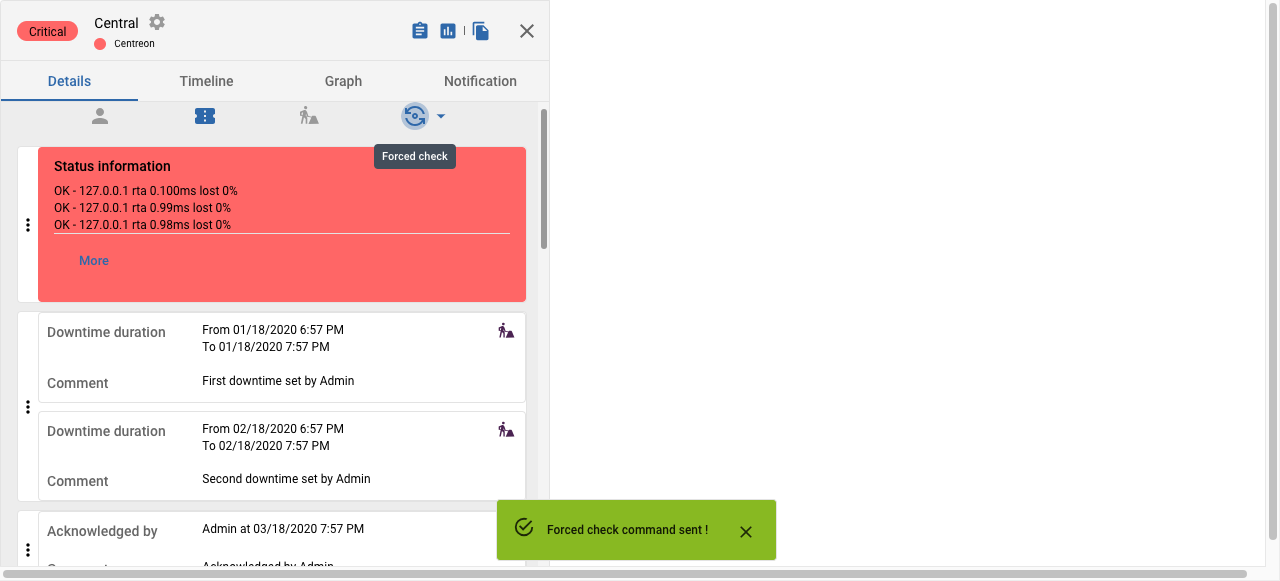 Critical
Central
Centreon
Details
Timeline
Graph
Notification
Forced check
Status information
OK - 127.0.0.1 rta 0.100ms lost 0%
OK - 127.0.0.1 rta 0.99ms lost 0%
OK - 127.0.0.1 rta 0.98ms lost 0%
More
Downtime duration
From 01/18/2020 6:57 PM
To 01/18/2020 7:57 PM
Comment
First downtime set by Admin
Downtime duration
From 02/18/2020 6:57 PM
To 02/18/2020 7:57 PM
Comment
Second downtime set by Admin
Acknowledged by
Admin at 03/18/2020 7:57 PM
Comment
Acknowledged by Admin
Forced check command sent !